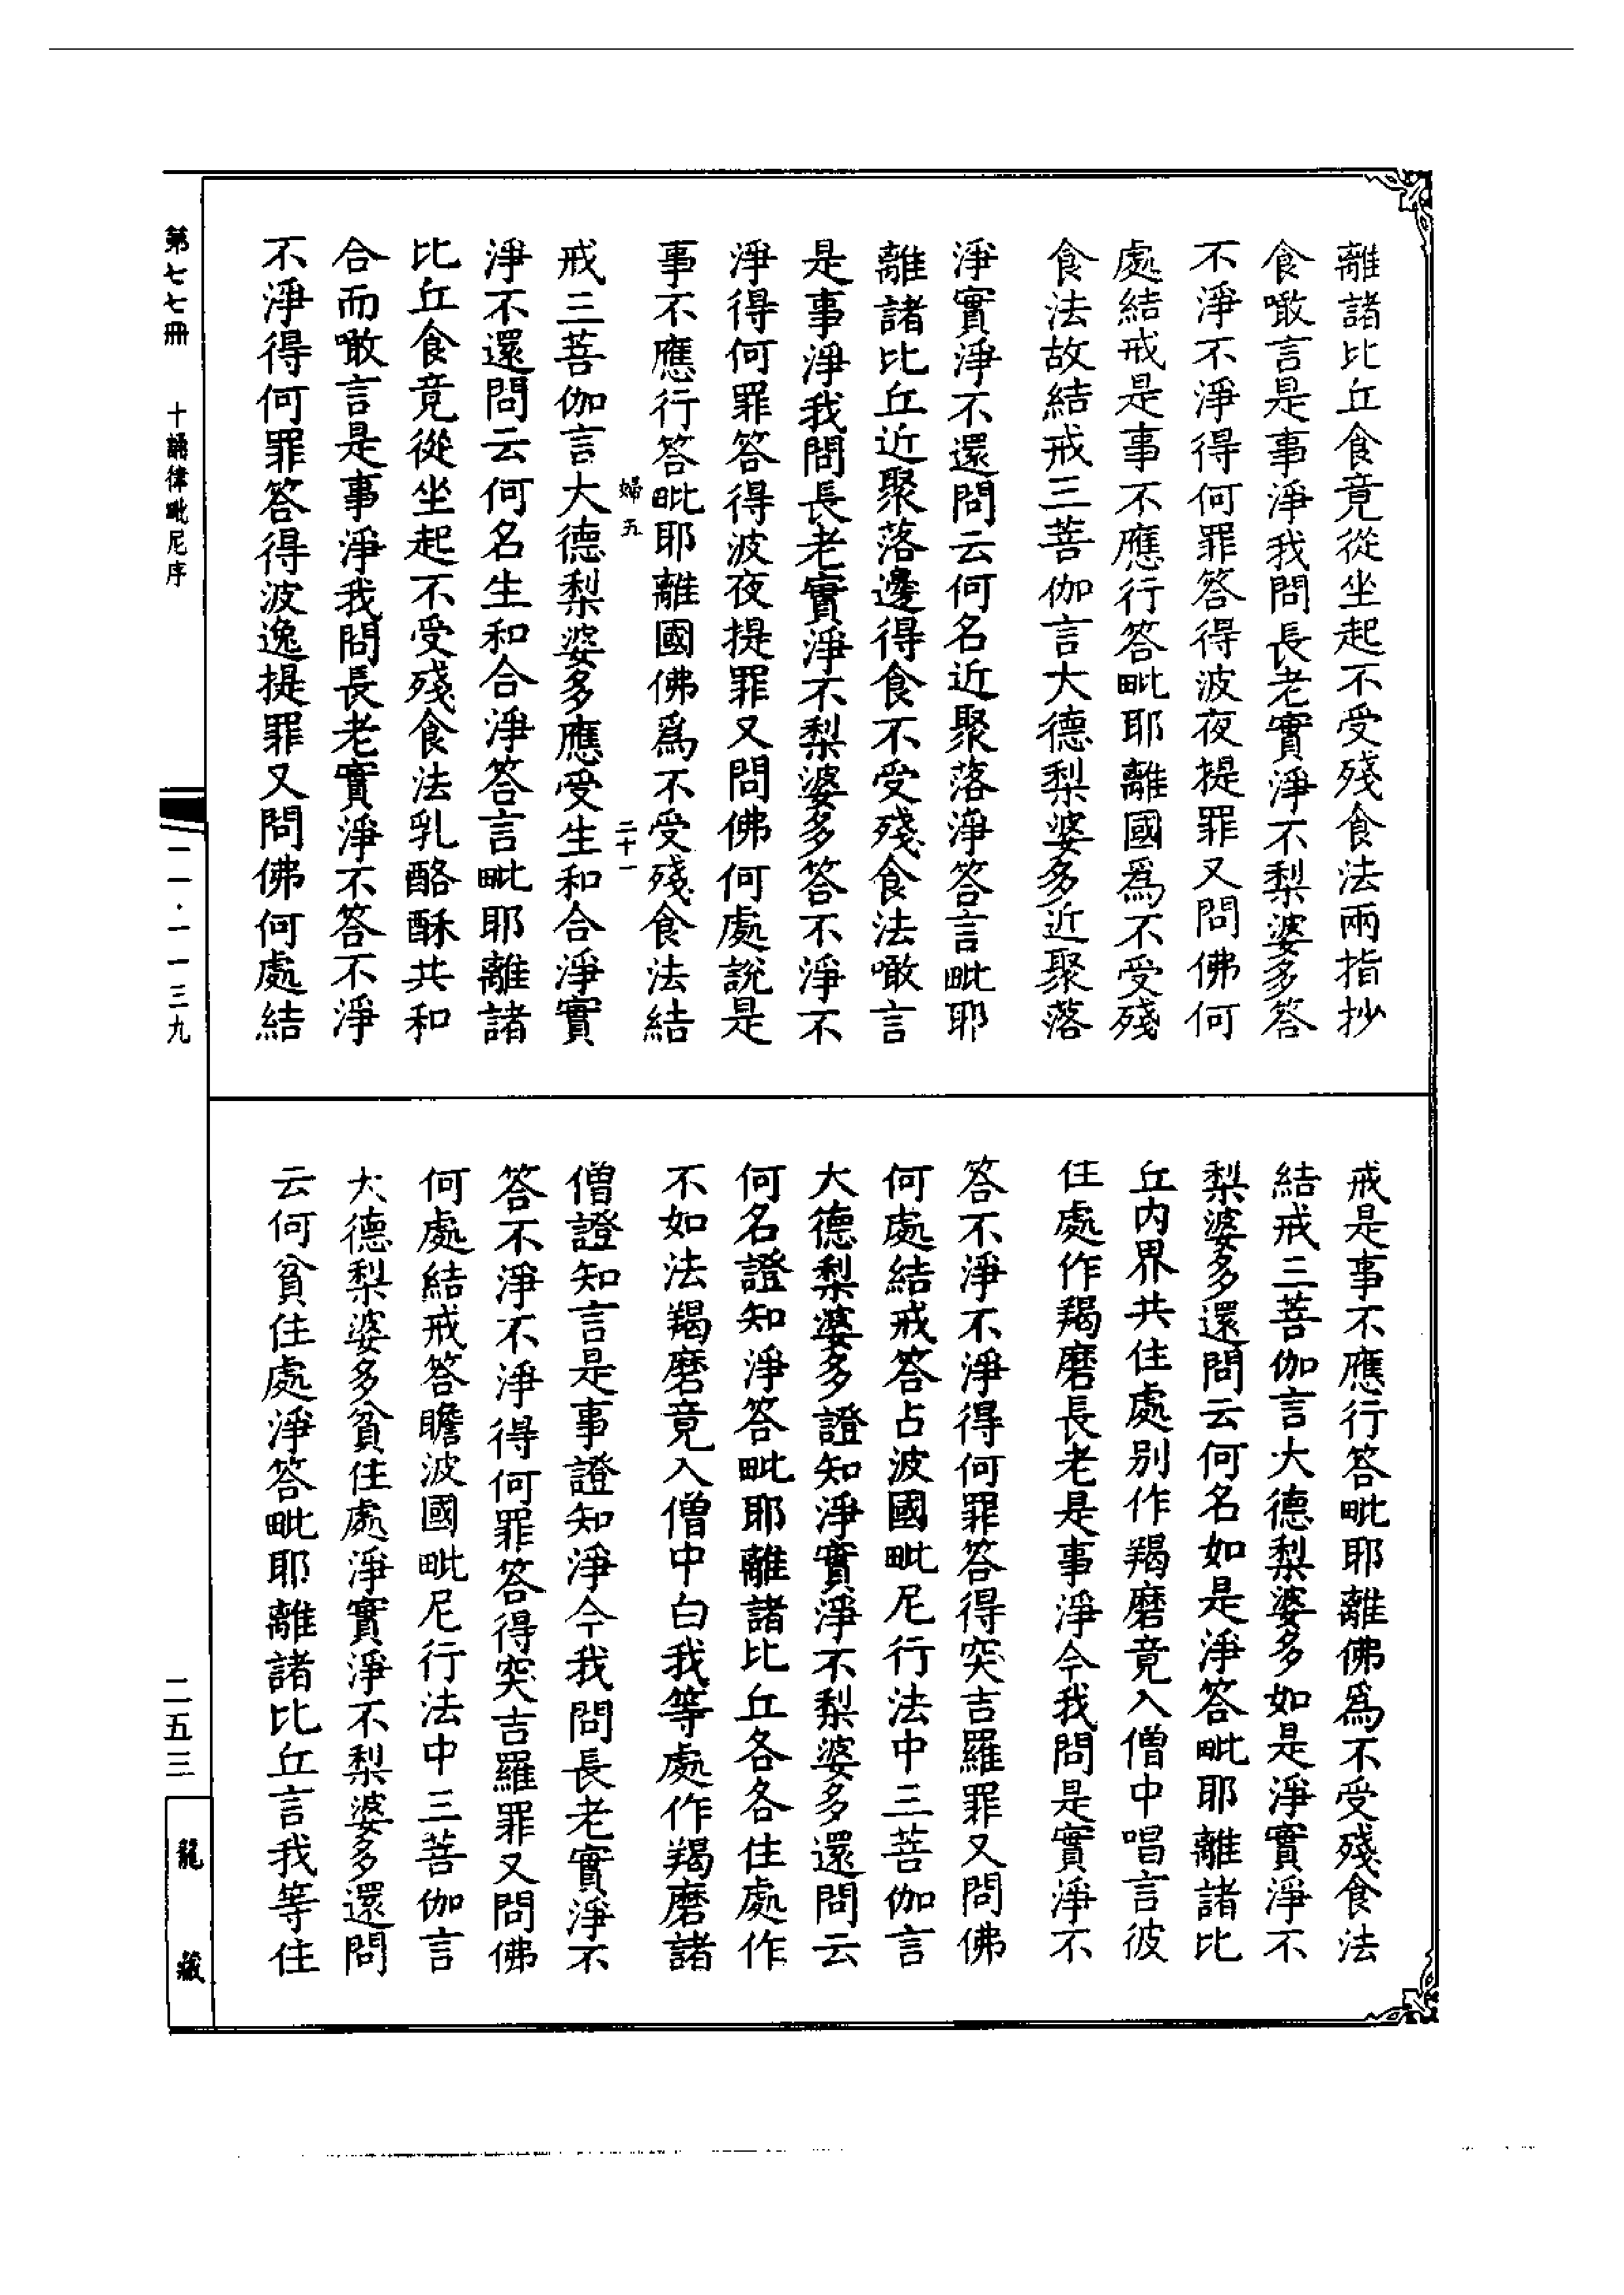 離諸比丘食竟從坐起不受殘食法兩指抄
食噉言是事淨我問長老實淨不梨婆多答
不淨不淨得何罪答得波夜提罪又問佛何
處結戒是事不應行答毗耶離國爲不受殘
食法故結戒三菩伽言大德梨婆多近聚落
淨實淨不還問云何名近聚落淨答言毗耶
離諸比丘近聚落邊得食不受殘食法噉言
是事淨我問長老實淨不梨婆多答不淨不
淨得何罪答得波夜提罪又問佛何處說是
事不應行答毗耶離國佛爲不受殘食法結
婦五 二十一
戒三菩伽言大德梨婆多應受生和合淨實
淨不還問云何名生和合淨答言毗耶離諸
比丘食竟從坐起不受殘食法乳酪酥共和
合而噉言是事淨我問長老實淨不答不淨
不淨得何罪答得波逸提罪又問佛何處結
戒是事不應行答毗耶離佛爲不受殘食法
結戒三菩伽言大德梨婆多如是淨實淨不
梨婆多還問云何名如是淨答毗耶離諸比
丘内界共住處别作羯磨竟入僧中唱言彼
住處作羯磨長老是事淨今我問是實淨不
答不淨不淨得何罪答得突吉羅罪又問佛
何處結戒答占波國毗尼行法中三菩伽言
大德梨婆多證知淨實淨不梨婆多還問云
何名證知淨答毗耶離諸比丘各各住處作
不如法羯磨竟入僧中白我等處作羯磨諸
僧證知言是事證知淨今我問長老實淨不
答不淨不淨得何罪答得突吉羅罪又問佛
何處結戒答瞻波國毗尼行法中三菩伽言
大德梨婆多貧住處淨實淨不梨婆多還問
云何貧住處淨答毗耶離諸比丘言我等住
第七七冊 十誦律毗尼序
一一·一一三九
二五三
龍藏